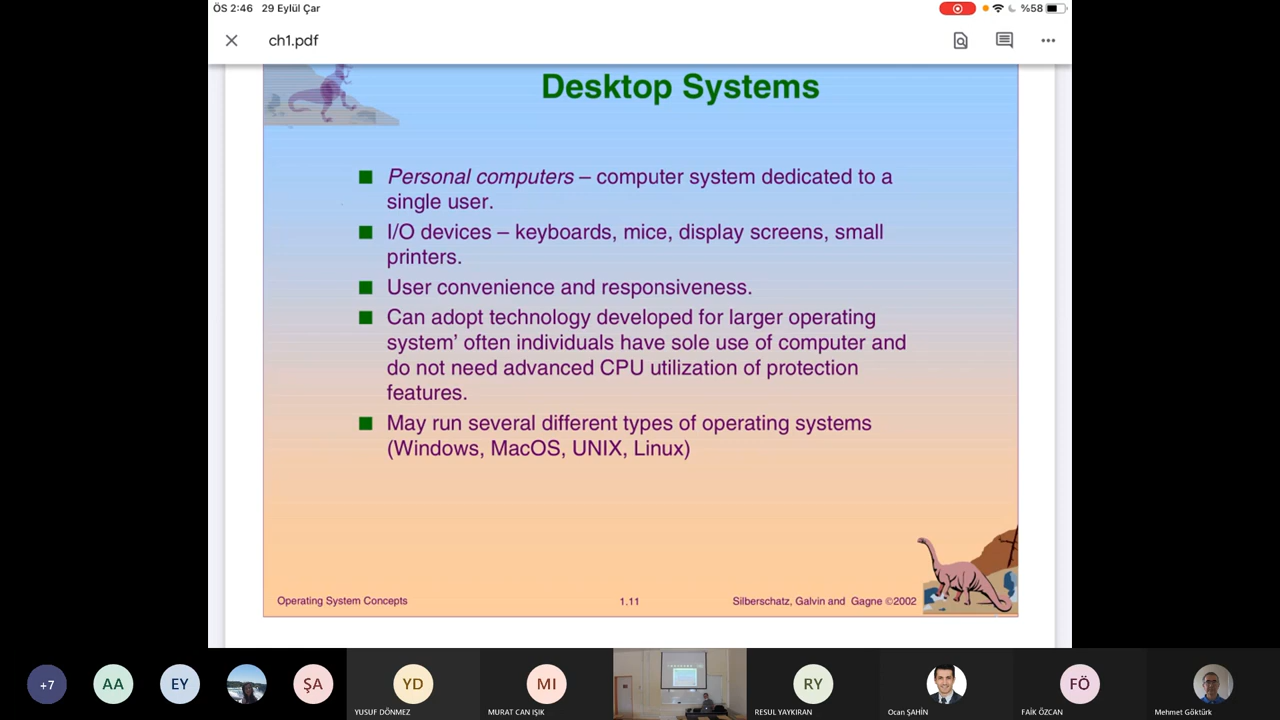 ÖS 2:46 29 Eylül Çar
%58
ch1.pdf
Desktop Systems
Personal computers – computer system dedicated to a
single user.
I/O devices – keyboards, mice, display screens, small
printers.
User convenience and responsiveness.
Can adopt technology developed for larger operating
system’ often individuals have sole use of computer and
do not need advanced CPU utilization of protection
features.
May run several different types of operating systems
(Windows, MacOS, UNIX, Linux)
Operating System Concepts
1.11
Silberschatz, Galvin and Gagne ©2002
+7
AA
EY
ŞA
YD
YUSUF DÖNMEZ
MI
MURAT CAN IŞIK
RY
RESUL YAYKIRAN
Ocan ŞAHİN
FÖ
FAİK ÖZCAN
Mehmet Göktürk